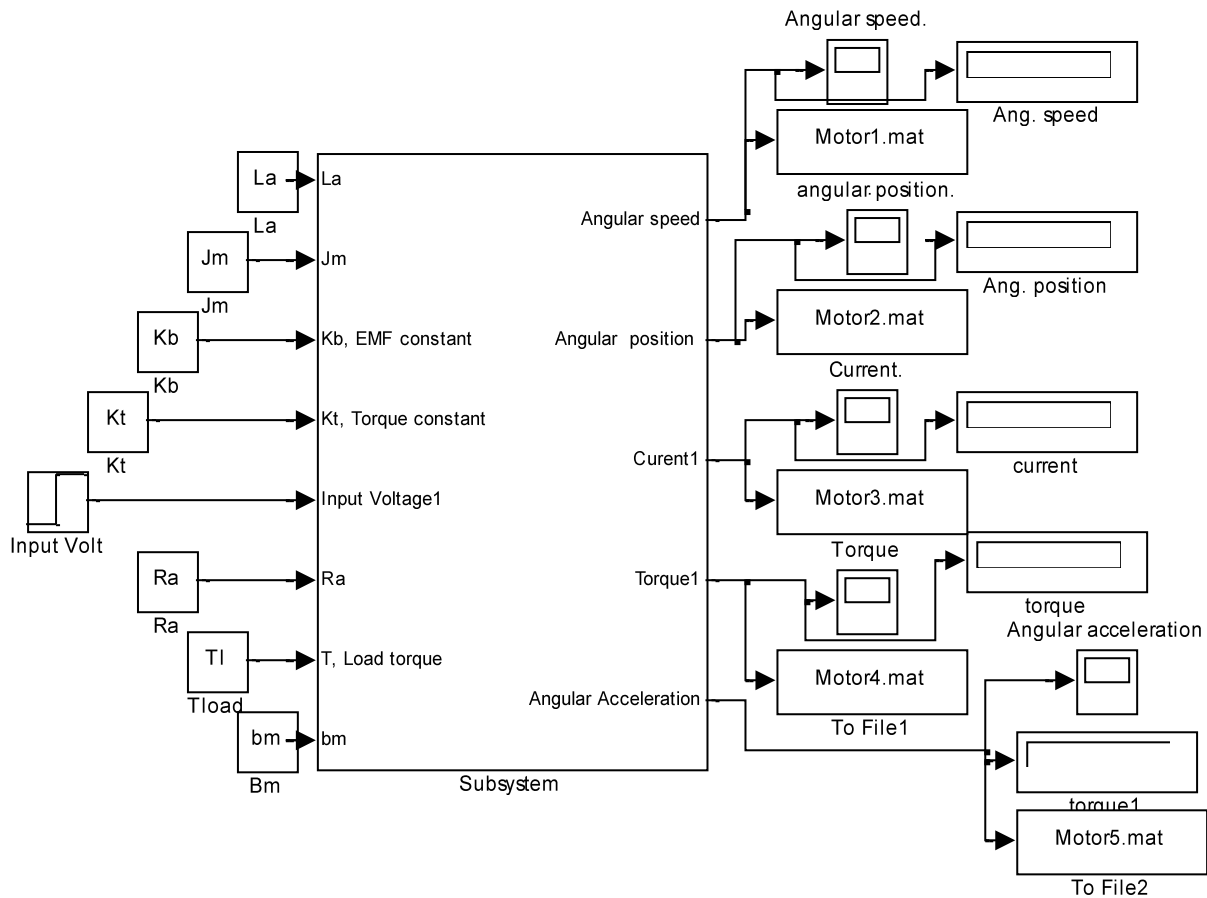 Angular speed.
Ang. speed
Motor1.mat
angular position.
Ang. position
Motor2.mat
Current.
current
Motor3.mat
Torque
torque
Motor4.mat
To File1
Angular acceleration
torque1
Motor5.mat
To File2
La
La
Jm
Jm
Kb
Kb
Kt
Kt
Input Volt
Ra
Ra
Tl
Tload
bm
Bm
La
Jm
Kb, EMF constant
Kt, Torque constant
Input Voltage1
Ra
T, Load torque
bm
Angular speed
Angular position
Curent1
Torque1
Angular Acceleration
Subsystem